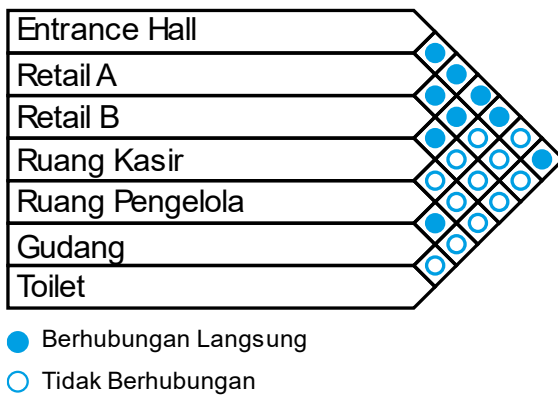 Entrance Hall
Retail A
Retail B
Ruang Kasir
Ruang Pengelola
Gudang
Toilet
Berhubungan Langsung
Tidak Berhubungan